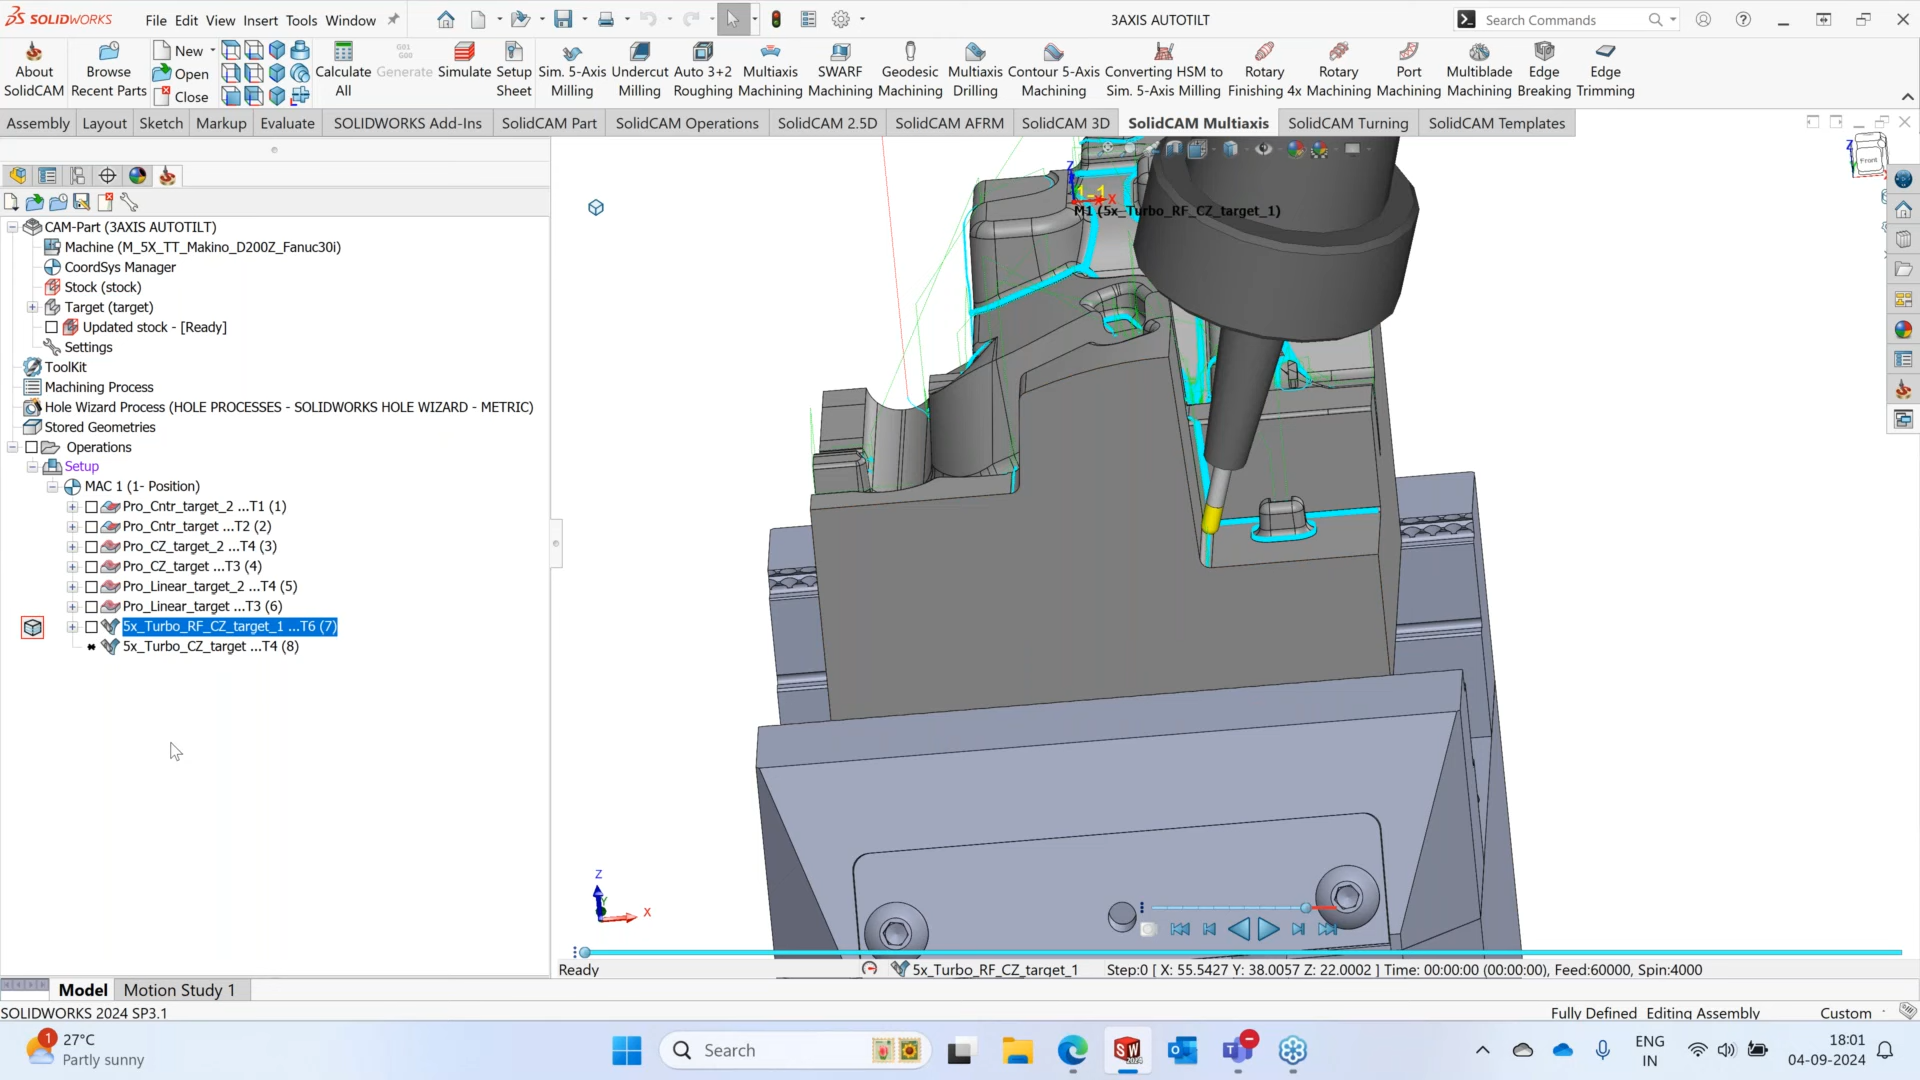 SOLIDWORKS
File Edit View Insert Tools Window
3AXIS AUTOTILT
Search Commands
About SolidCAM
Browse Recent Parts
New
Open
Close
Calculate All
G01 G00
Generate
Simulate
Setup Sheet
Sim. 5-Axis Milling
Undercut Milling
Auto 3+2 Roughing
Multiaxis Machining
SWARF Machining
Geodesic Machining
Multiaxis Drilling
Contour 5-Axis Machining
Converting HSM to Sim. 5-Axis Milling
Rotary Finishing 4x
Rotary Machining
Port Machining
Multiblade Machining
Edge Breaking
Edge Trimming
Assembly Layout Sketch Markup Evaluate SOLIDWORKS Add-Ins SolidCAM Part SolidCAM Operations SolidCAM 2.5D SolidCAM AFRM SolidCAM 3D SolidCAM Multiaxis SolidCAM Turning SolidCAM Templates
CAM-Part (3AXIS AUTOTILT)
Machine (M_5X_TT_Makino_D200Z_Fanuc30i)
CoordSys Manager
Stock (stock)
Target (target)
Updated stock - [Ready]
Settings
ToolKit
Machining Process
Hole Wizard Process (HOLE PROCESSES - SOLIDWORKS HOLE WIZARD - METRIC)
Stored Geometries
Operations
Setup
MAC 1 (1- Position)
Pro_Cntr_target_2 ...T1 (1)
Pro_Cntr_target ...T2 (2)
Pro_CZ_target_2 ...T4 (3)
Pro_CZ_target ...T3 (4)
Pro_Linear_target_2 ...T4 (5)
Pro_Linear_target ...T3 (6)
5x_Turbo_RF_CZ_target_1 ...T6 (7)
5x_Turbo_CZ_target ...T4 (8)
Z
1-1
X
M1 (5x_Turbo_RF_CZ_target_1)
Z
Front
Z
Y
X
Ready
5x_Turbo_RF_CZ_target_1 Step:0 [ X: 55.5427 Y: 38.0057 Z: 22.0002 ] Time: 00:00:00 (00:00:00), Feed:60000, Spin:4000
Model Motion Study 1
SOLIDWORKS 2024 SP3.1
Fully Defined Editing Assembly Custom
1
27°C
Partly sunny
Search
SW
2024
ENG
IN
18:01
04-09-2024